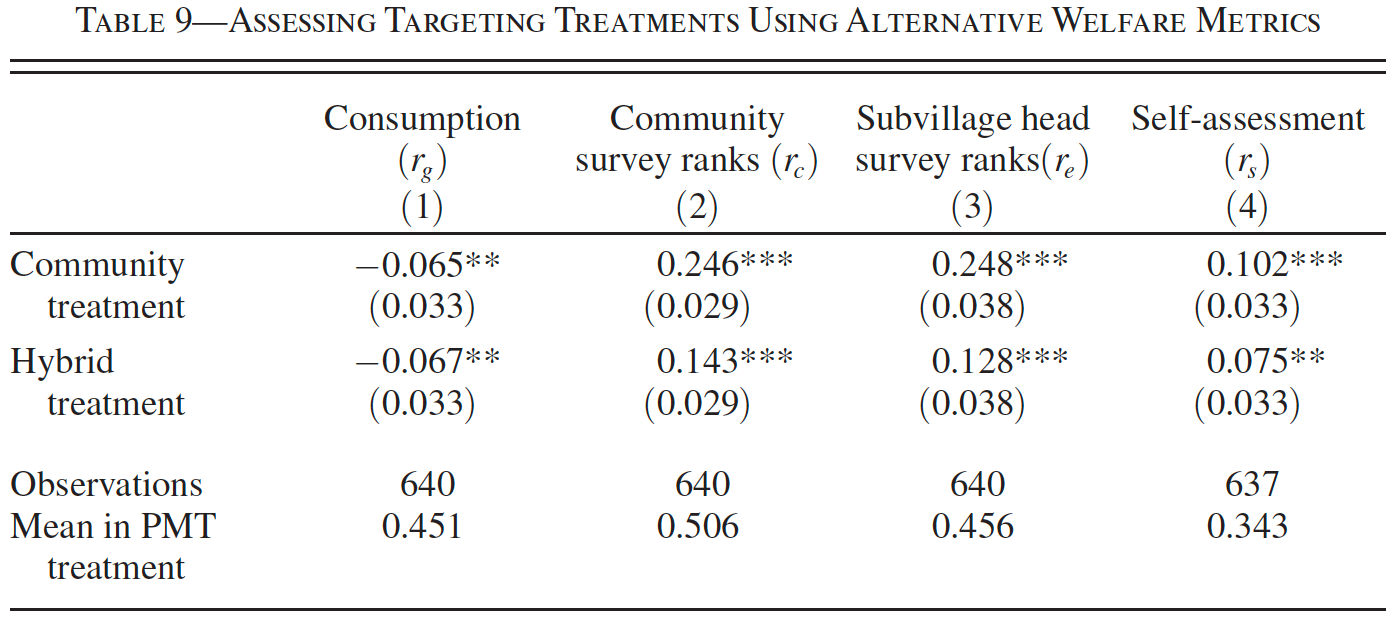 TABLE 9—ASSESSING TARGETING TREATMENTS USING ALTERNATIVE WELFARE METRICS
Consumption Community Subvillage head Self-assessment
(r_g) survey ranks (r_c) survey ranks(r_e) (r_s)
(1) (2) (3) (4)
Community −0.065** 0.246*** 0.248*** 0.102***
treatment (0.033) (0.029) (0.038) (0.033)
Hybrid −0.067** 0.143*** 0.128*** 0.075**
treatment (0.033) (0.029) (0.038) (0.033)
Observations 640 640 640 637
Mean in PMT 0.451 0.506 0.456 0.343
treatment